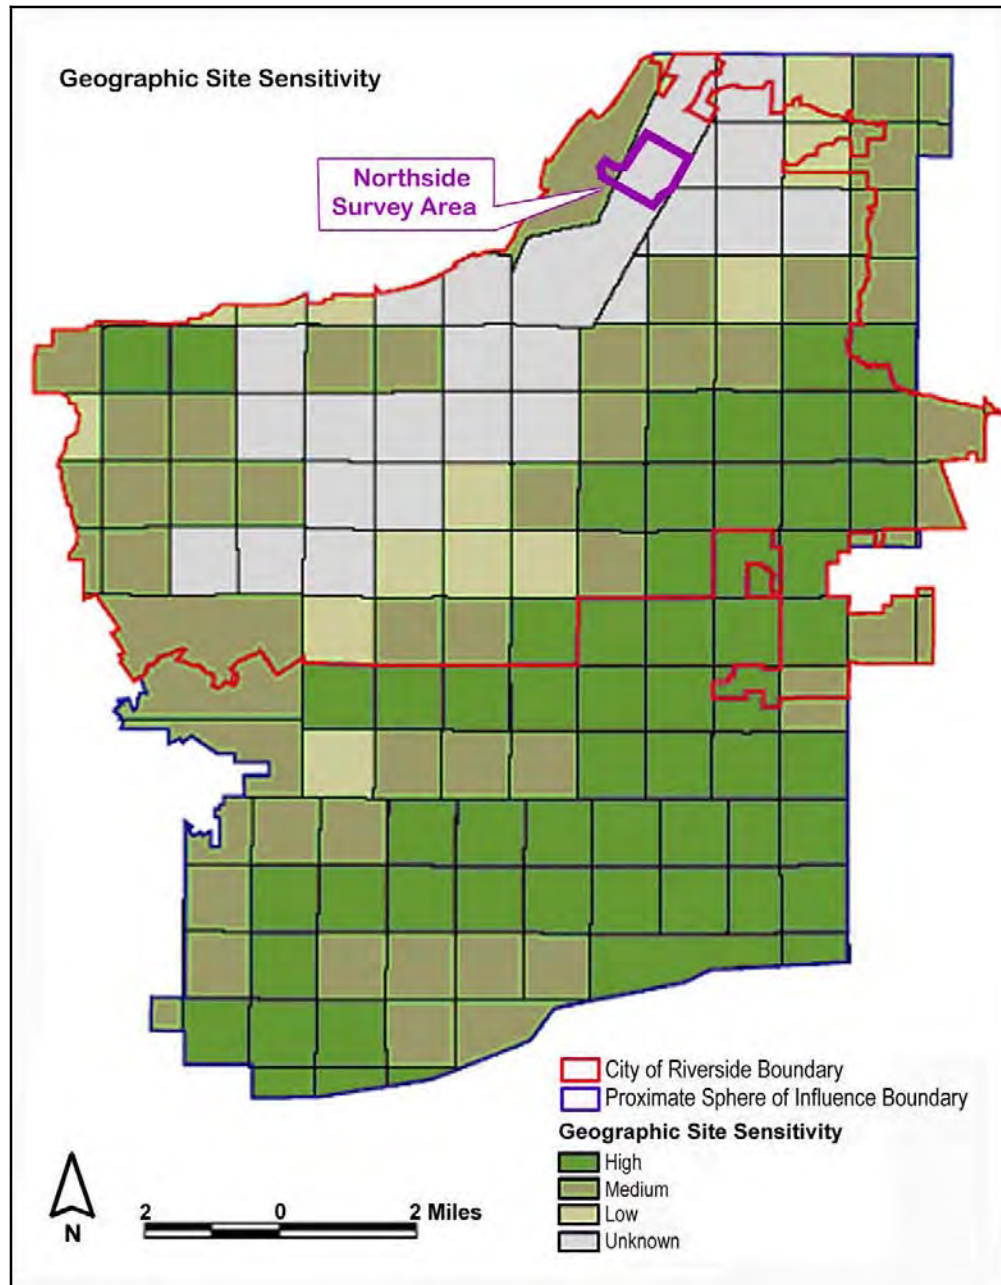 Geographic Site Sensitivity
Northside
Survey Area
City of Riverside Boundary
Proximate Sphere of Influence Boundary
Geographic Site Sensitivity
High
Medium
Low
Unknown
N
2 0 2 Miles